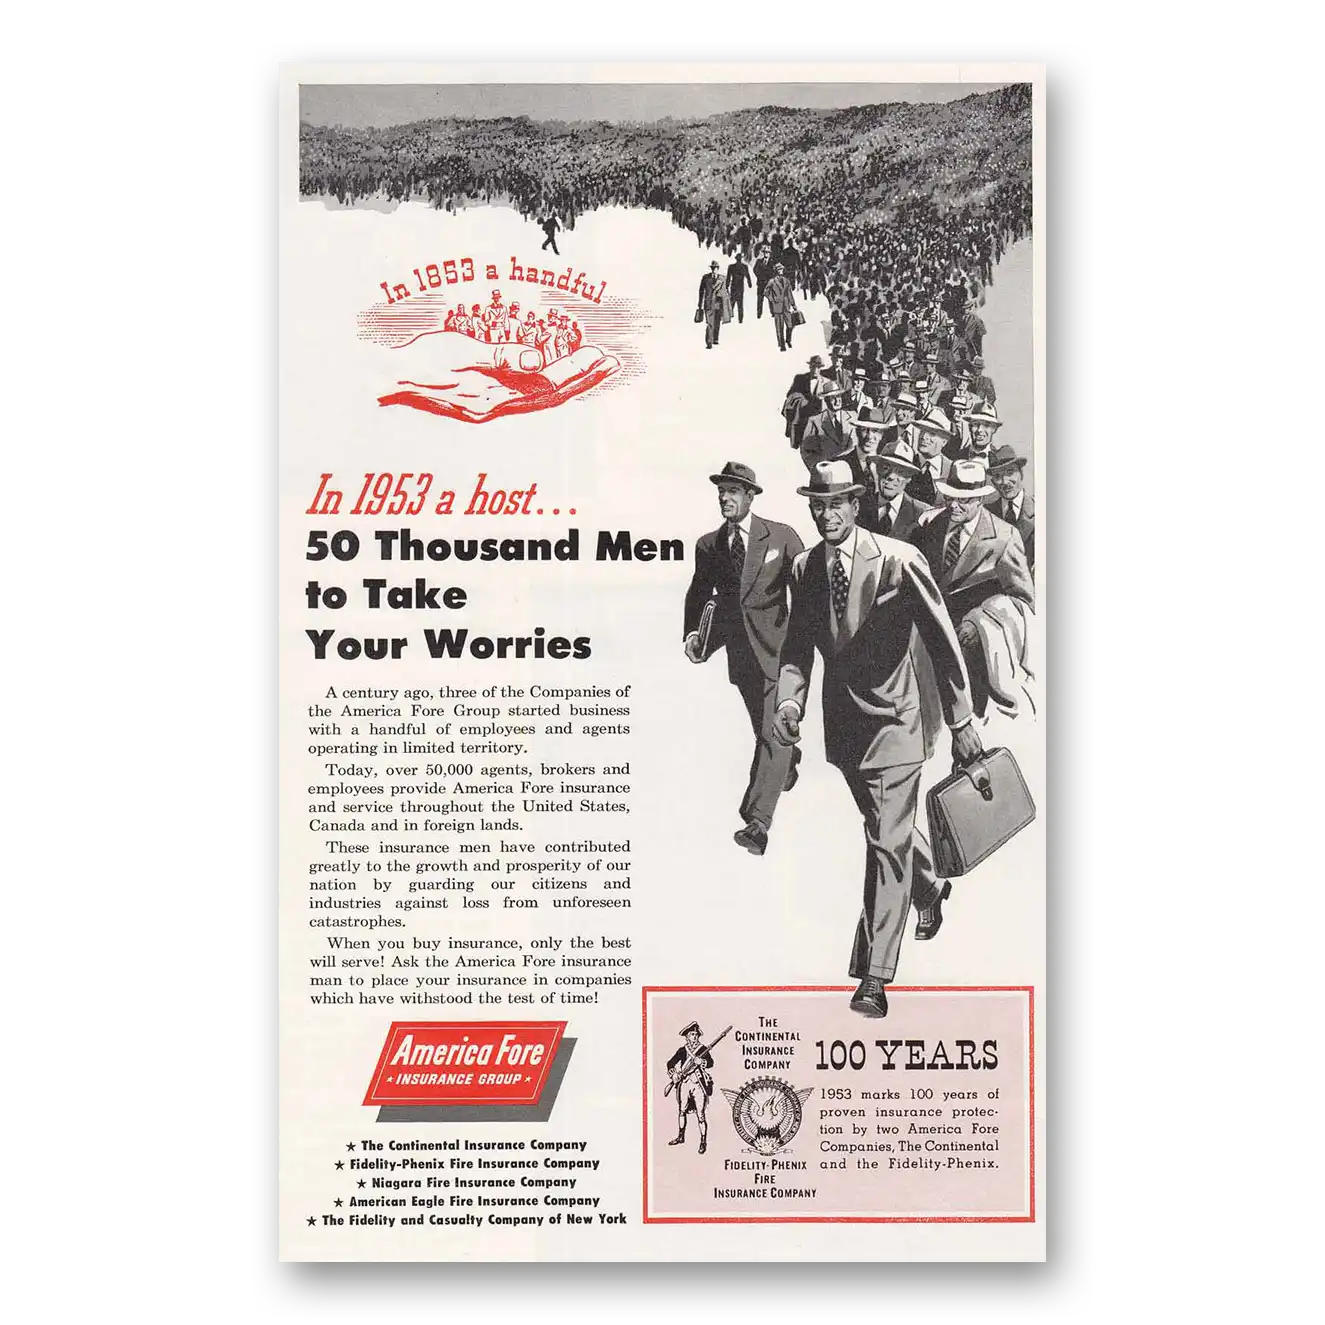 In 1853 a handful
In 1953 a host...
50 Thousand Men
to Take
Your Worries
A century ago, three of the Companies of
the America Fore Group started business
with a handful of employees and agents
operating in limited territory.
Today, over 50,000 agents, brokers and
employees provide America Fore insurance
and service throughout the United States,
Canada and in foreign lands.
These insurance men have contributed
greatly to the growth and prosperity of our
nation by guarding our citizens and
industries against loss from unforeseen
catastrophes.
When you buy insurance, only the best
will serve! Ask the America Fore insurance
man to place your insurance in companies
which have withstood the test of time!
America Fore
★ INSURANCE GROUP ★
★ The Continental Insurance Company
★ Fidelity-Phenix Fire Insurance Company
★ Niagara Fire Insurance Company
★ American Eagle Fire Insurance Company
★ The Fidelity and Casualty Company of New York
THE
CONTINENTAL
INSURANCE
COMPANY
FIDELITY-PHENIX
FIRE
INSURANCE COMPANY
100 YEARS
1953 marks 100 years of
proven insurance protec-
tion by two America Fore
Companies, The Continental
and the Fidelity-Phenix.